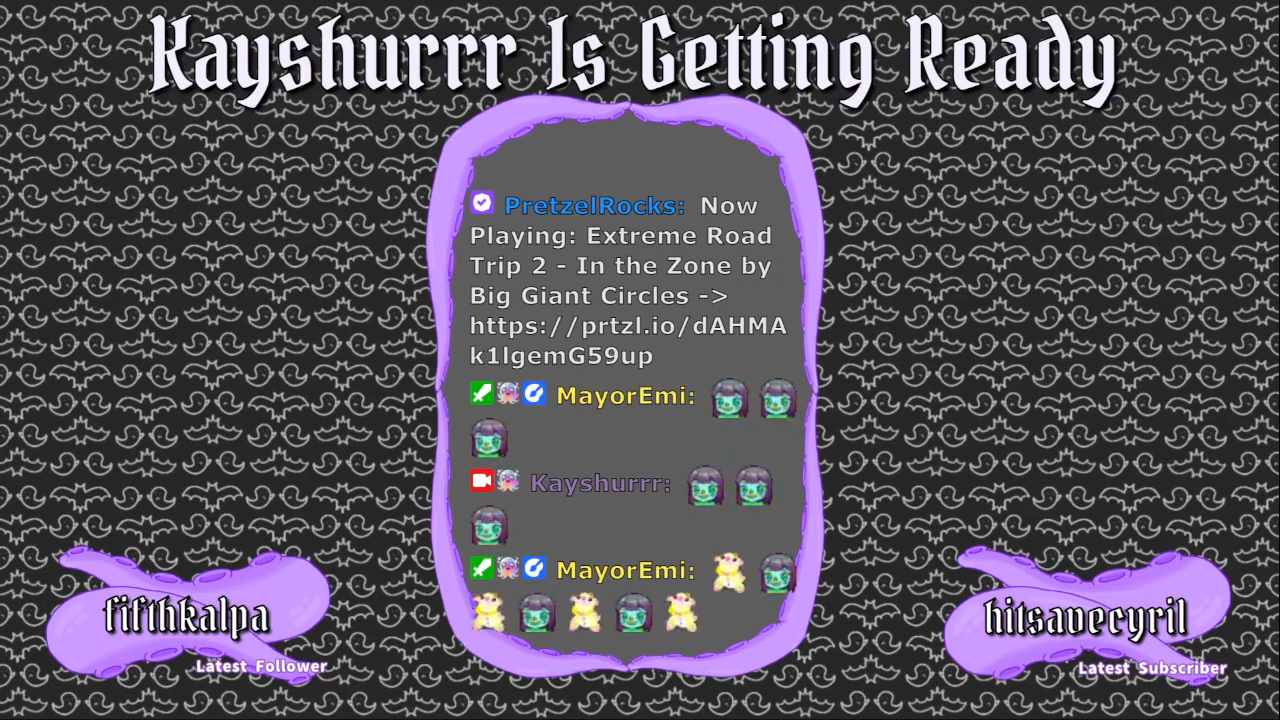 Kayshurrr Is Getting Ready
PretzelRocks: Now
Playing: Extreme Road
Trip 2 - In the Zone by
Big Giant Circles ->
https://prtzl.io/dAHMA
k1lgemG59up
MayorEmi:
Kayshurrr:
MayorEmi:
fifthkalpa
Latest Follower
hitsavecyril
Latest Subscriber